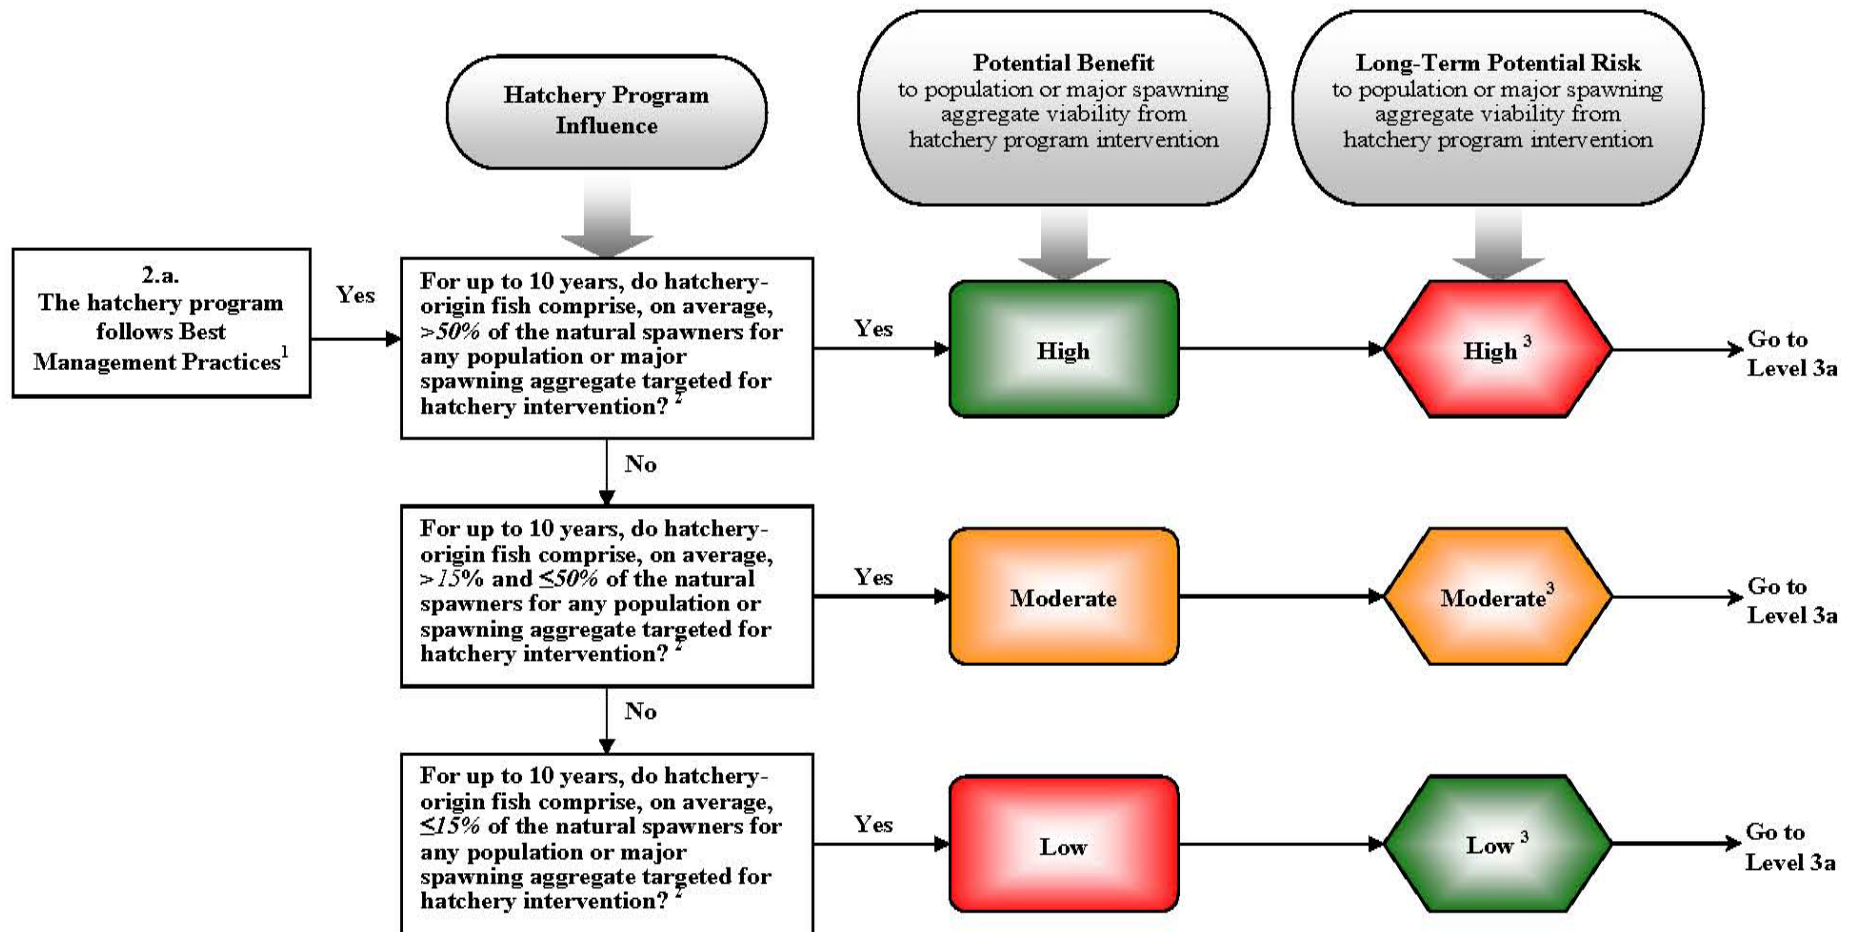 Hatchery Program
Influence
Potential Benefit
to population or major spawning
aggregate viability from
hatchery program intervention
Long-Term Potential Risk
to population or major spawning
aggregate viability from
hatchery program intervention
2.a.
The hatchery program
follows Best
Management Practices1
Yes
For up to 10 years, do hatchery-
origin fish comprise, on average,
>50% of the natural spawners for
any population or major
spawning aggregate targeted for
hatchery intervention? 2
Yes
High
High 3
Go to
Level 3a
No
For up to 10 years, do hatchery-
origin fish comprise, on average,
>15% and ≤50% of the natural
spawners for any population or
spawning aggregate targeted for
hatchery intervention? 2
Yes
Moderate
Moderate3
Go to
Level 3a
No
For up to 10 years, do hatchery-
origin fish comprise, on average,
≤15% of the natural spawners for
any population or major
spawning aggregate targeted for
hatchery intervention? 2
Yes
Low
Low 3
Go to
Level 3a